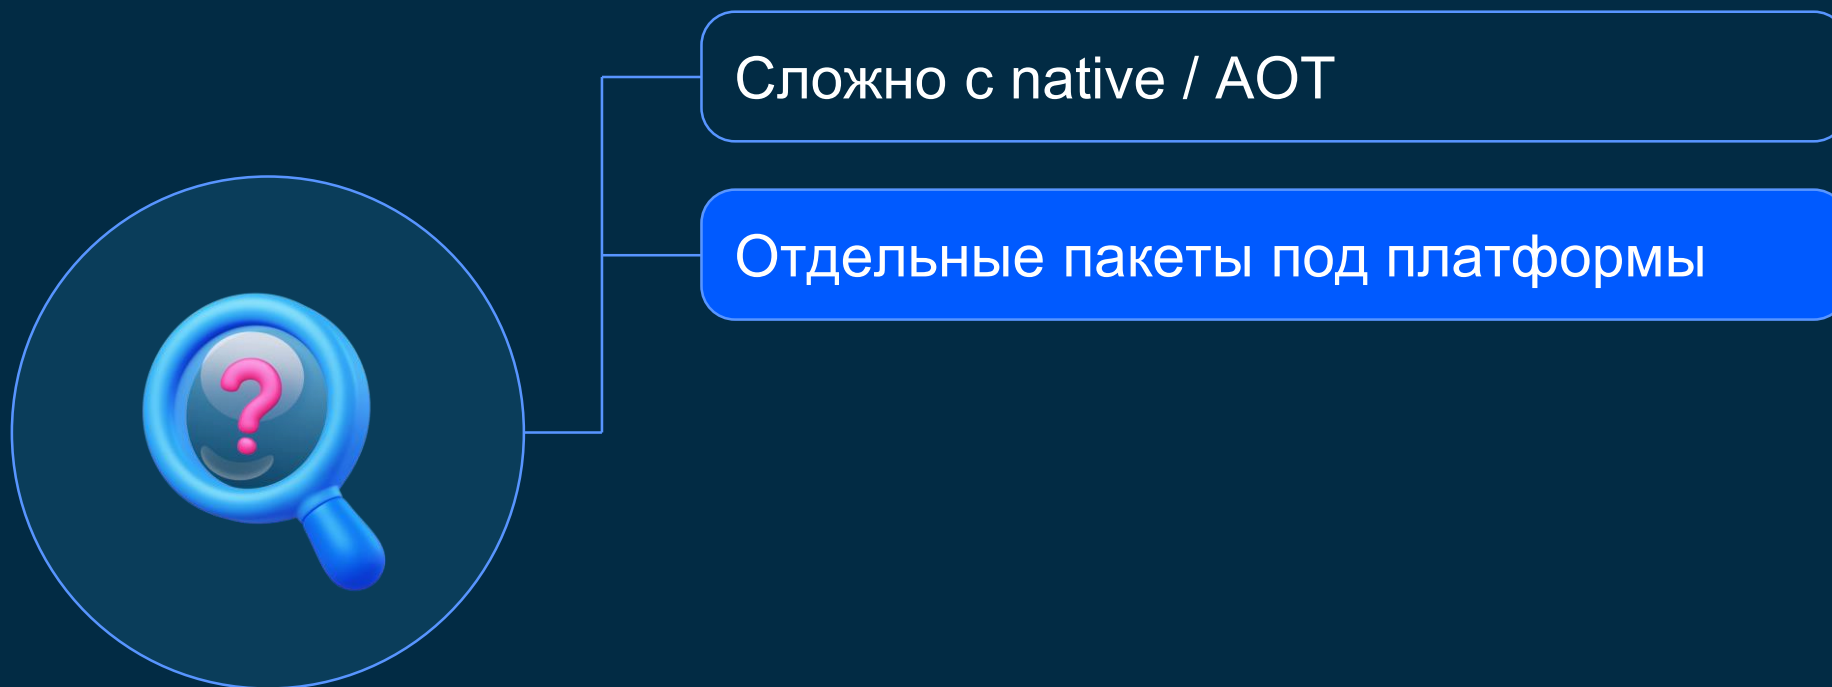 Сложно с native / AOT
Отдельные пакеты под платформы
?